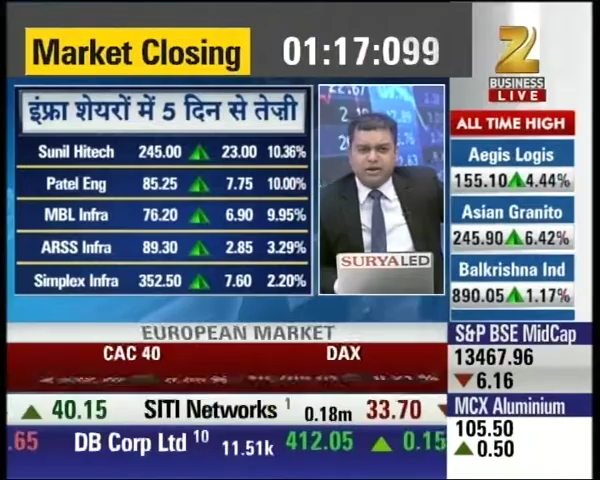 Market Closing
01:17:099
Z
BUSINESS
LIVE
इंफ्रा शेयरों में 5 दिन से तेज़ी
Sunil Hitech 245.00 ▲ 23.00 10.36%
Patel Eng 85.25 ▲ 7.75 10.00%
MBL Infra 76.20 ▲ 6.90 9.95%
ARSS Infra 89.30 ▲ 2.85 3.29%
Simplex Infra 352.50 ▲ 7.60 2.20%
SURYALED
ALL TIME HIGH
Aegis Logis
155.10 ▲ 4.44%
Asian Granito
245.90 ▲ 6.42%
Balkrishna Ind
890.05 ▲ 1.17%
EUROPEAN MARKET
CAC 40 DAX
S&P BSE MidCap
13467.96
▼ 6.16
MCX Aluminium
105.50
▲ 0.50
▲ 40.15 SITI Networks 1 0.18m 33.70 ▼
.65 DB Corp Ltd 10 11.51k 412.05 ▲ 0.15